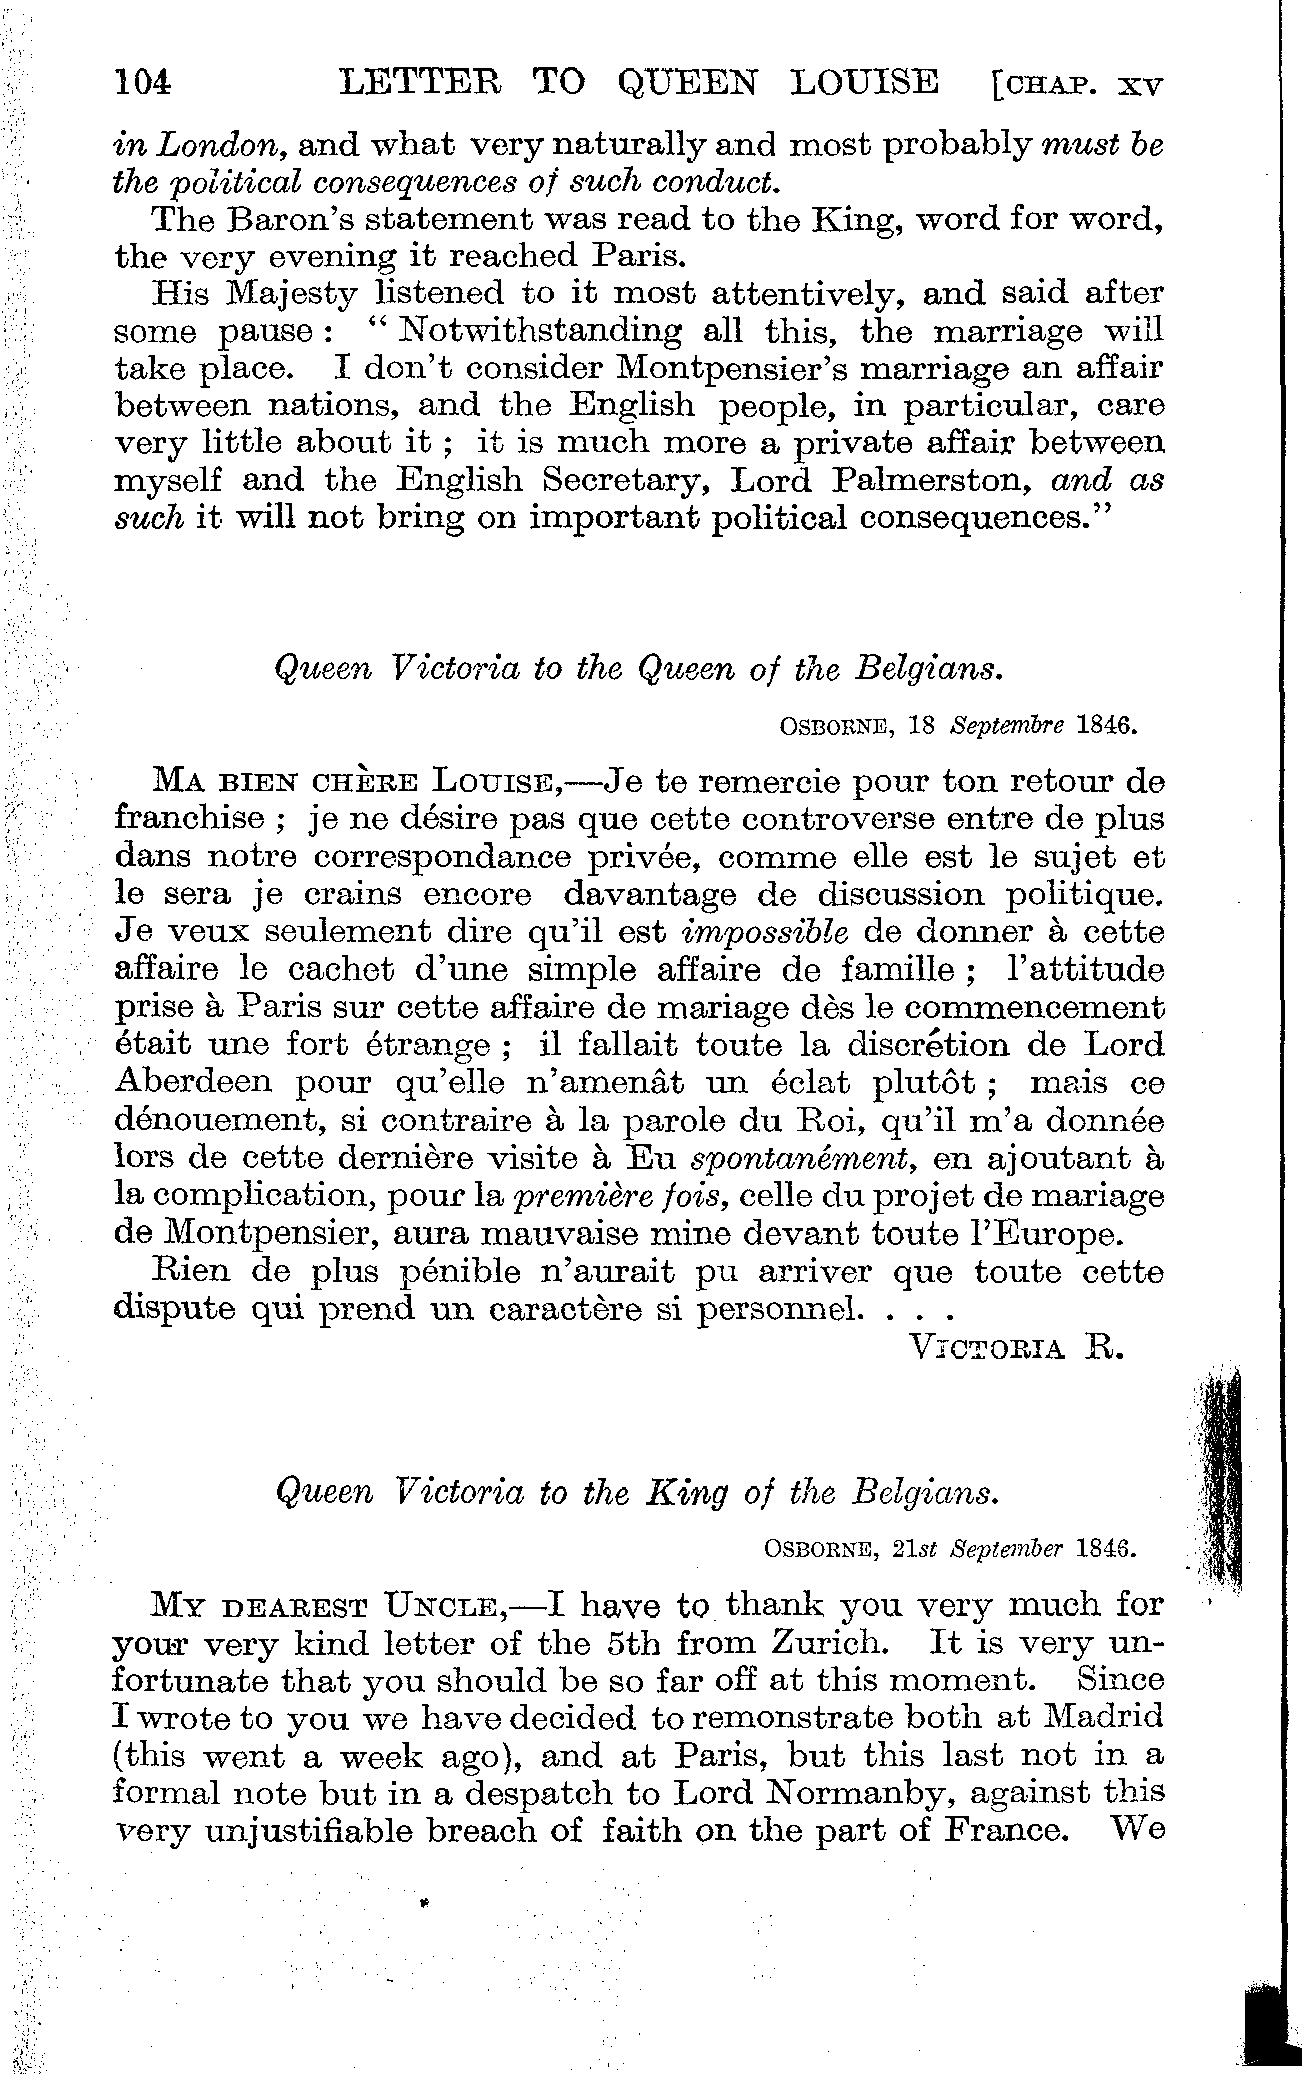 104 LETTER TO QUEEN LOUISE [CHAP. XV
in London, and what very naturally and most probably must be
the political consequences of such conduct.
The Baron's statement was read to the King, word for word,
the very evening it reached Paris.
His Majesty listened to it most attentively, and said after
some pause : " Notwithstanding all this, the marriage will
take place. I don't consider Montpensier's marriage an affair
between nations, and the English people, in particular, care
very little about it ; it is much more a private affair between
myself and the English Secretary, Lord Palmerston, and as
such it will not bring on important political consequences."
Queen Victoria to the Queen of the Belgians.
OSBORNE, 18 Septembre 1846.
MA BIEN CHÈRE LOUISE,—Je te remercie pour ton retour de
franchise ; je ne désire pas que cette controverse entre de plus
dans notre correspondance privée, comme elle est le sujet et
le sera je crains encore davantage de discussion politique.
Je veux seulement dire qu'il est impossible de donner à cette
affaire le cachet d'une simple affaire de famille ; l'attitude
prise à Paris sur cette affaire de mariage dès le commencement
était une fort étrange ; il fallait toute la discrétion de Lord
Aberdeen pour qu'elle n'amenât un éclat plutôt ; mais ce
dénouement, si contraire à la parole du Roi, qu'il m'a donnée
lors de cette dernière visite à Eu spontanément, en ajoutant à
la complication, pour la première fois, celle du projet de mariage
de Montpensier, aura mauvaise mine devant toute l'Europe.
Rien de plus pénible n'aurait pu arriver que toute cette
dispute qui prend un caractère si personnel. . . .
VICTORIA R.
Queen Victoria to the King of the Belgians.
OSBORNE, 21st September 1846.
MY DEAREST UNCLE,—I have to thank you very much for
your very kind letter of the 5th from Zurich. It is very un-
fortunate that you should be so far off at this moment. Since
I wrote to you we have decided to remonstrate both at Madrid
(this went a week ago), and at Paris, but this last not in a
formal note but in a despatch to Lord Normanby, against this
very unjustifiable breach of faith on the part of France. We